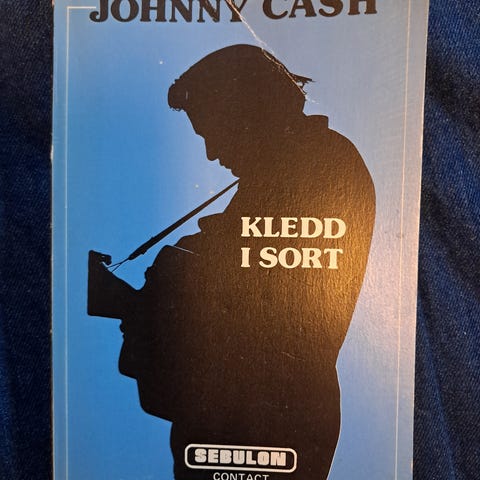 JOHNNY CASH
KLEDD
I SORT
SEBULON
CONTACT